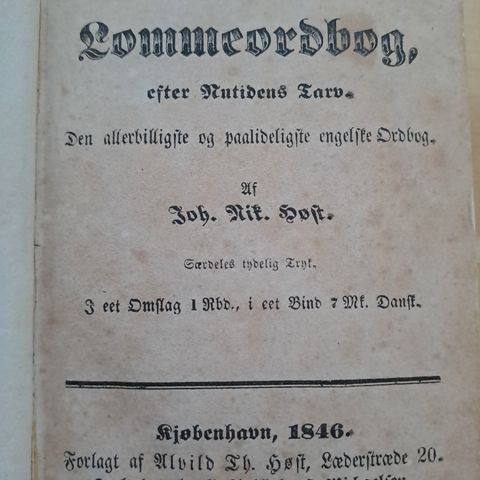 Lommeordbog,
efter Nutidens Tarv.
Den allerbilligste og paalideligste engelske Ordbog.
Af
Joh. Nik. Høst.
Særdeles tydelig Tryk.
I eet Omslag 1 Rbd., i eet Bind 7 Mk. Dansk.
Kjøbenhavn, 1846.
Forlagt af Alvild Th. Høst, Læderstræde 20.